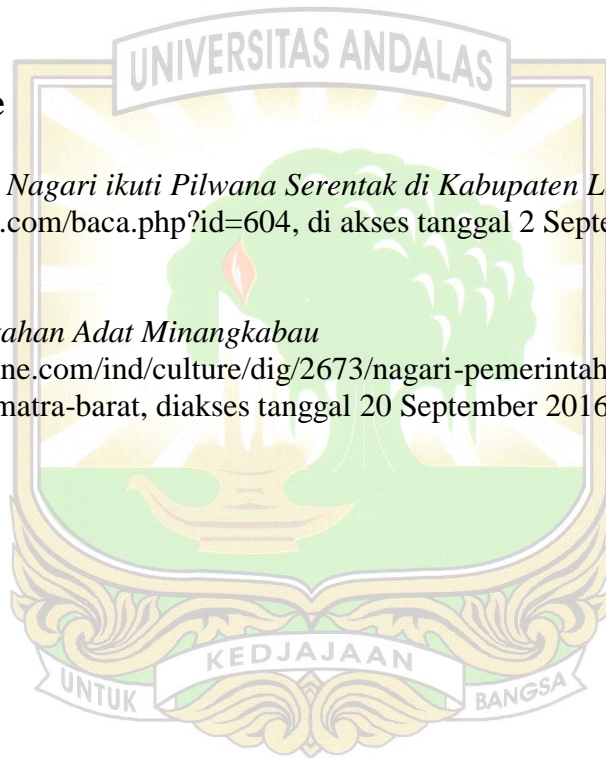 UNIVERSITAS ANDALAS
e
Nagari ikuti Pilwana Serentak di Kabupaten L
.com/baca.php?id=604, di akses tanggal 2 Septe
tahan Adat Minangkabau
ne.com/ind/culture/dig/2673/nagari-pemerintah
matra-barat, diakses tanggal 20 September 2016
KEDJAJAAN
UNTUK BANGSA